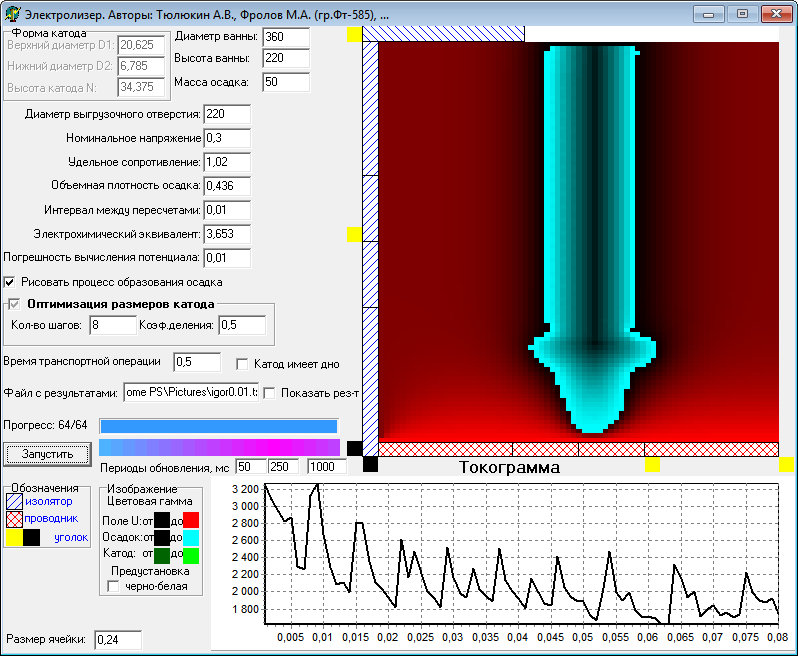 Электролизер. Авторы: Тюлюкин А.В., Фролов М.А. (гр.Фт-585), ...
Форма катода
Верхний диаметр D1: 20,625
Нижний диаметр D2: 6,785
Высота катода N: 34,375
Диаметр ванны: 360
Высота ванны: 220
Масса осадка: 50
Диаметр выгрузочного отверстия: 220
Номинальное напряжение 0,3
Удельное сопротивление: 1,02
Объемная плотность осадка: 0,436
Интервал между пересчетами: 0,01
Электрохимический эквивалент: 3,653
Погрешность вычисления потенциала: 0,01
Рисовать процесс образования осадка
Оптимизация размеров катода
Кол-во шагов: 8 Коэф.деления: 0,5
Время транспортной операции 0,5 Катод имеет дно
Файл с результатами: ome PS\Pictures\igor0.01.t: Показать рез-т
Прогресс: 64/64
Запустить
Периоды обновления, мс 50 250 1000
Обозначения
изолятор
проводник
уголок
Изображение
Цветовая гамма
Поле U: от до
Осадок: от до
Катод: от до
Предустановка
черно-белая
Размер ячейки: 0,24
Токограмма
3 200
3 000
2 800
2 600
2 400
2 200
2 000
1 800
0,005 0,01 0,015 0,02 0,025 0,03 0,035 0,04 0,045 0,05 0,055 0,06 0,065 0,07 0,075 0,08